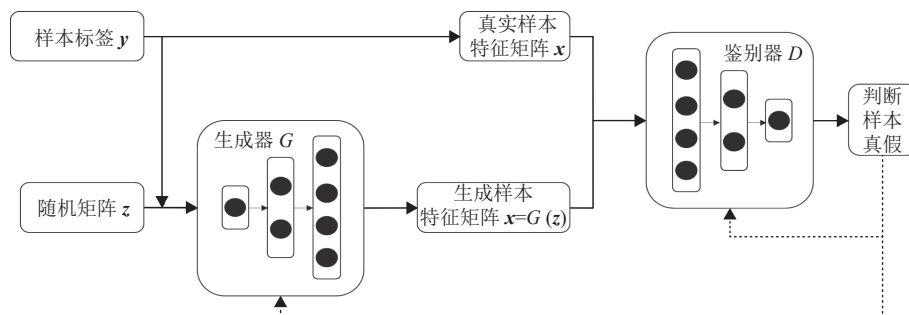 样本标签 y
真实样本
特征矩阵 x
鉴别器 D
判断
样本
真假
生成器 G
随机矩阵 z
生成样本
特征矩阵 x=G (z)